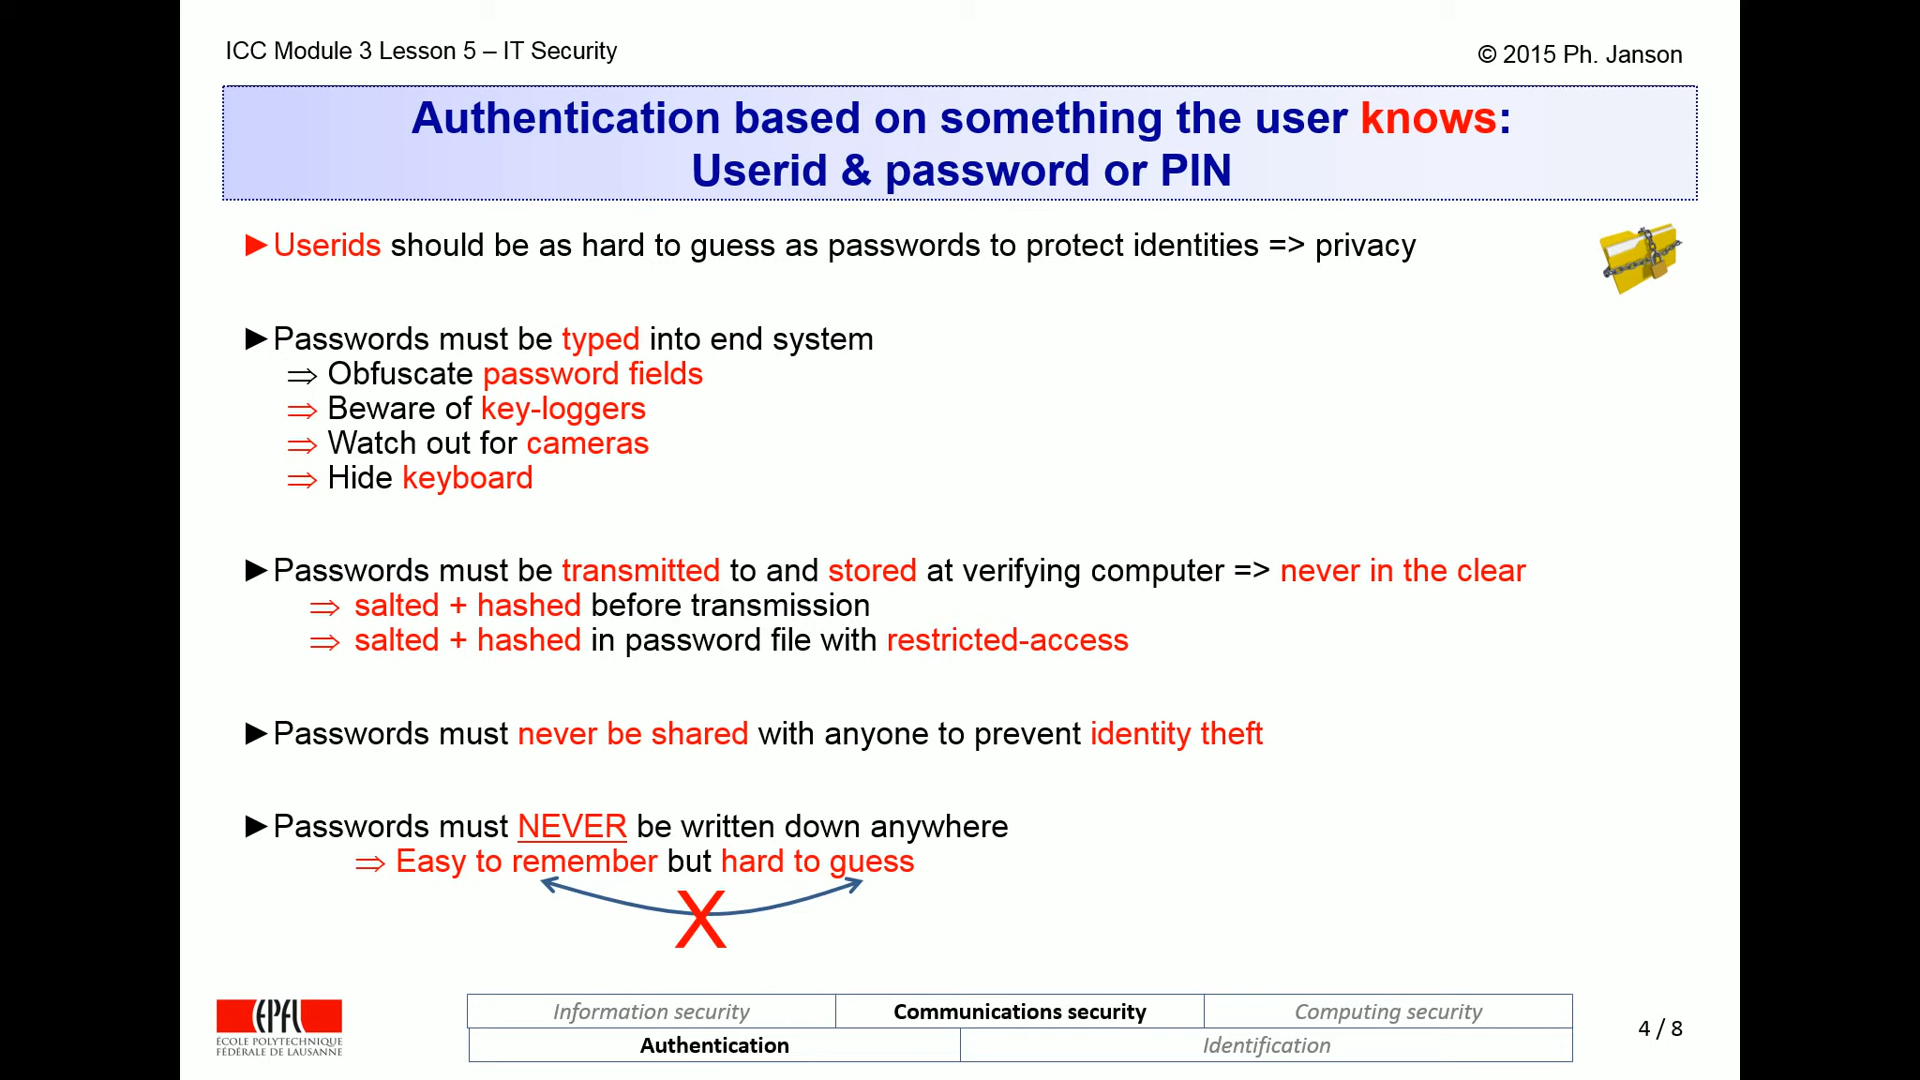 ICC Module 3 Lesson 5 – IT Security
© 2015 Ph. Janson
Authentication based on something the user knows:
Userid & password or PIN
►Userids should be as hard to guess as passwords to protect identities => privacy
►Passwords must be typed into end system
⇒ Obfuscate password fields
⇒ Beware of key-loggers
⇒ Watch out for cameras
⇒ Hide keyboard
►Passwords must be transmitted to and stored at verifying computer => never in the clear
⇒ salted + hashed before transmission
⇒ salted + hashed in password file with restricted-access
►Passwords must never be shared with anyone to prevent identity theft
►Passwords must NEVER be written down anywhere
⇒ Easy to remember but hard to guess
X
EPFL
ÉCOLE POLYTECHNIQUE
FÉDÉRALE DE LAUSANNE
Information security Communications security Computing security
Authentication Identification
4 / 8